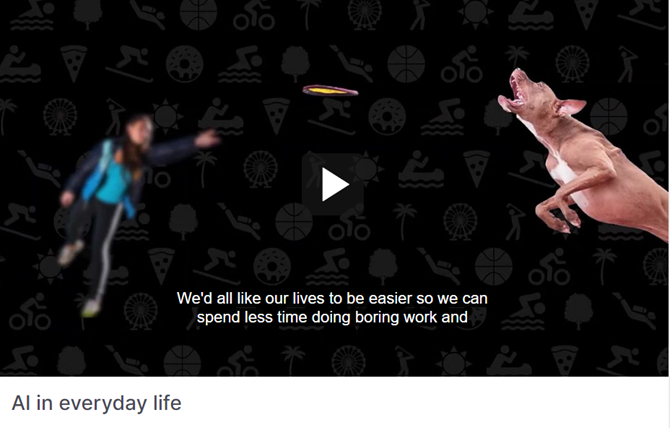 We'd all like our lives to be easier so we can
spend less time doing boring work and
AI in everyday life